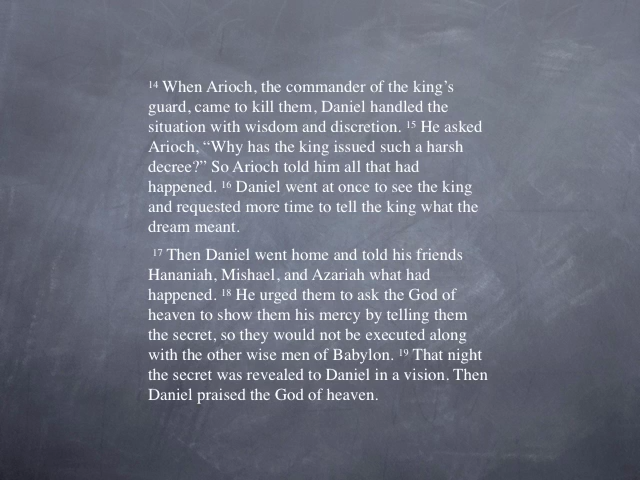 14 When Arioch, the commander of the king’s
guard, came to kill them, Daniel handled the
situation with wisdom and discretion. 15 He asked
Arioch, “Why has the king issued such a harsh
decree?” So Arioch told him all that had
happened. 16 Daniel went at once to see the king
and requested more time to tell the king what the
dream meant.
17 Then Daniel went home and told his friends
Hananiah, Mishael, and Azariah what had
happened. 18 He urged them to ask the God of
heaven to show them his mercy by telling them
the secret, so they would not be executed along
with the other wise men of Babylon. 19 That night
the secret was revealed to Daniel in a vision. Then
Daniel praised the God of heaven.